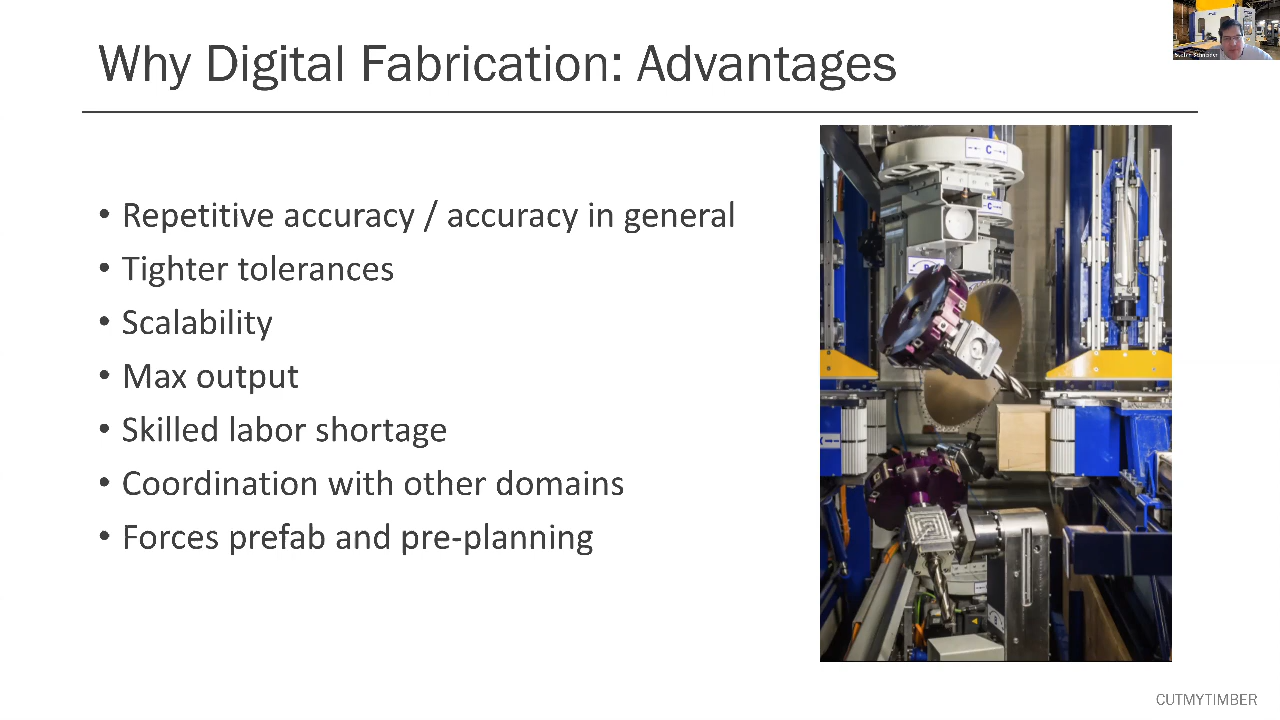 Why Digital Fabrication: Advantages
• Repetitive accuracy / accuracy in general
• Tighter tolerances
• Scalability
• Max output
• Skilled labor shortage
• Coordination with other domains
• Forces prefab and pre-planning
C
C
CUTMYTIMBER